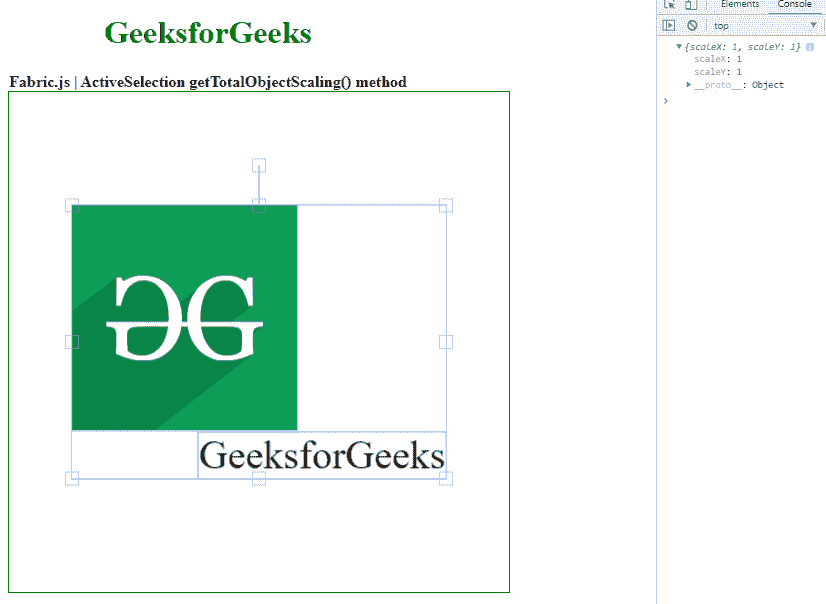 GeeksforGeeks
Fabric.js | ActiveSelection getTotalObjectScaling() method
GeeksforGeeks
Elements Console
top
{scaleX: 1, scaleY: 1}
scaleX: 1
scaleY: 1
__proto__: Object